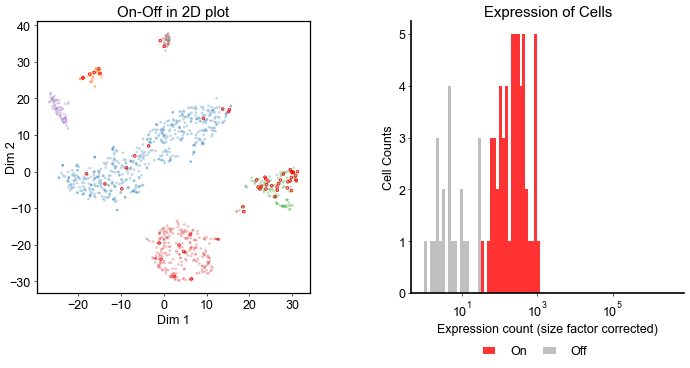 On-Off in 2D plot
Dim 2
40
30
20
10
0
−10
−20
−30
−20 −10 0 10 20 30
Dim 1
Expression of Cells
Cell Counts
5
4
3
2
1
0
10^1 10^3 10^5
Expression count (size factor corrected)
On Off